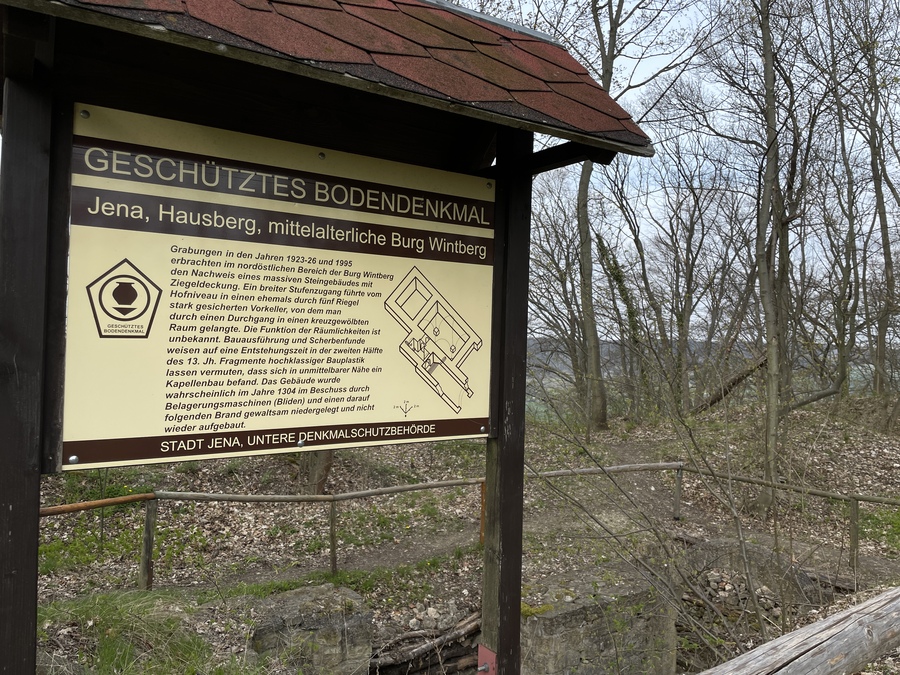 GESCHÜTZTES BODENDENKMAL
Jena, Hausberg, mittelalterliche Burg Wintberg
Grabungen in den Jahren 1923-26 und 1995
erbrachten im nordöstlichen Bereich der Burg Wintberg
den Nachweis eines massiven Steingebäudes mit
Ziegeldeckung. Ein breiter Stufenzugang führte vom
Hofniveau in einen ehemals durch fünf Riegel
stark gesicherten Vorkeller, von dem man
durch einen Durchgang in einen kreuzgewölbten
Raum gelangte. Die Funktion der Räumlichkeiten ist
unbekannt. Bauausführung und Scherbenfunde
weisen auf eine Entstehungszeit in der zweiten Hälfte
des 13. Jh. Fragmente hochklassiger Bauplastik
lassen vermuten, dass sich in unmittelbarer Nähe ein
Kapellenbau befand. Das Gebäude wurde
wahrscheinlich im Jahre 1304 im Beschuss durch
Belagerungsmaschinen (Bliden) und einen darauf
folgenden Brand gewaltsam niedergelegt und nicht
wieder aufgebaut.
GESCHÜTZTES
BODENDENKMAL
STADT JENA, UNTERE DENKMALSCHUTZBEHÖRDE